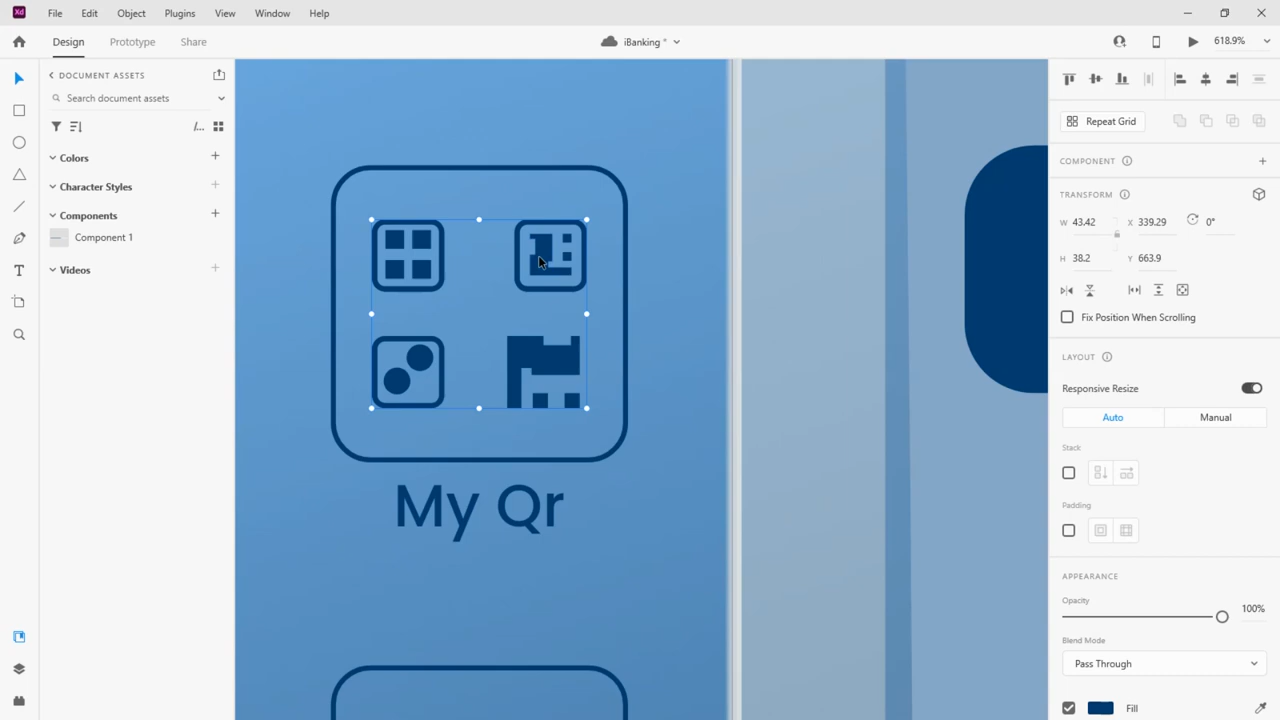 Xd File Edit Object Plugins View Window Help
Design Prototype Share iBanking * 618.9%
DOCUMENT ASSETS
Search document assets
Colors
Character Styles
Components
Component 1
Videos
My Qr
Repeat Grid
COMPONENT
TRANSFORM
W 43.42 X 339.29 0°
H 38.2 Y 663.9
Fix Position When Scrolling
LAYOUT
Responsive Resize
Auto Manual
Stack
Padding
APPEARANCE
Opacity
100%
Blend Mode
Pass Through
Fill